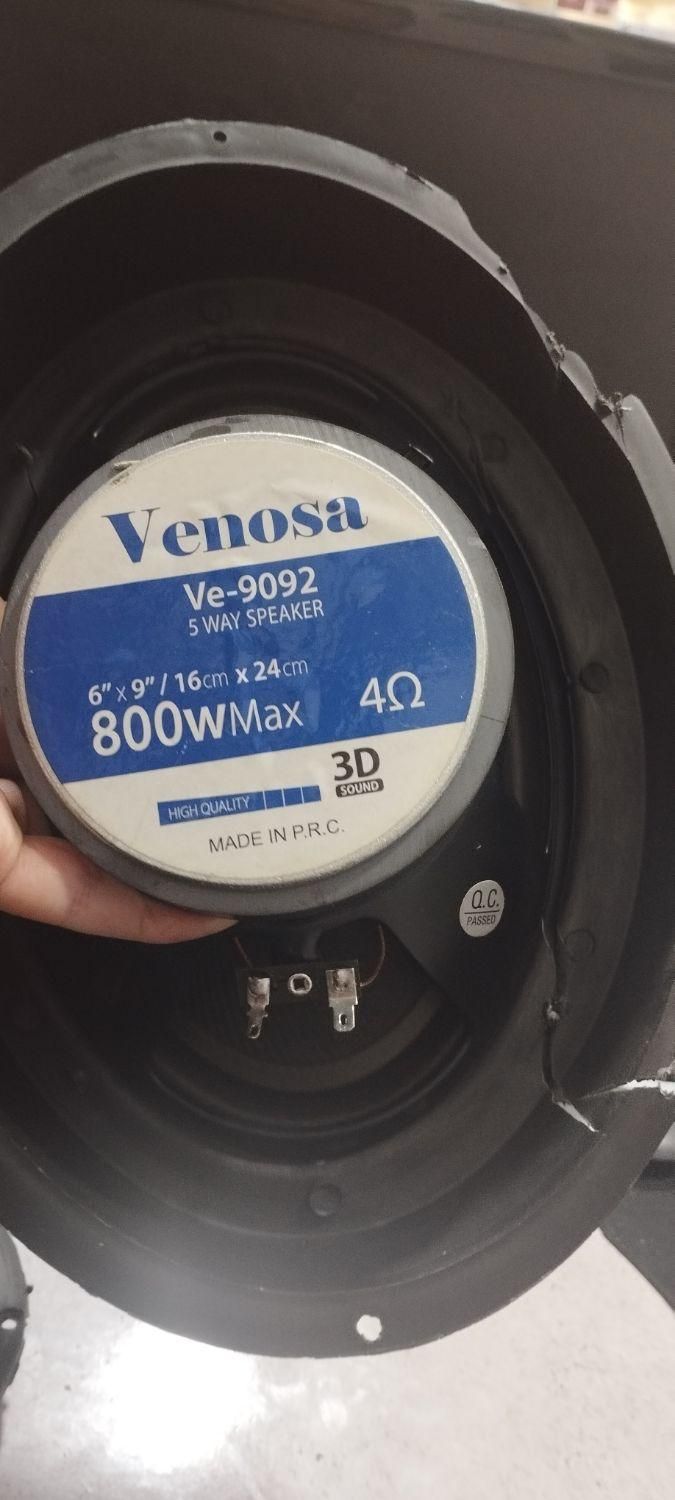 Venosa
Ve-9092
5 WAY SPEAKER
6” x 9” / 16cm x 24cm
800wMax 4Ω
3D
SOUND
HIGH QUALITY
MADE IN P.R.C.
Q.C.
PASSED